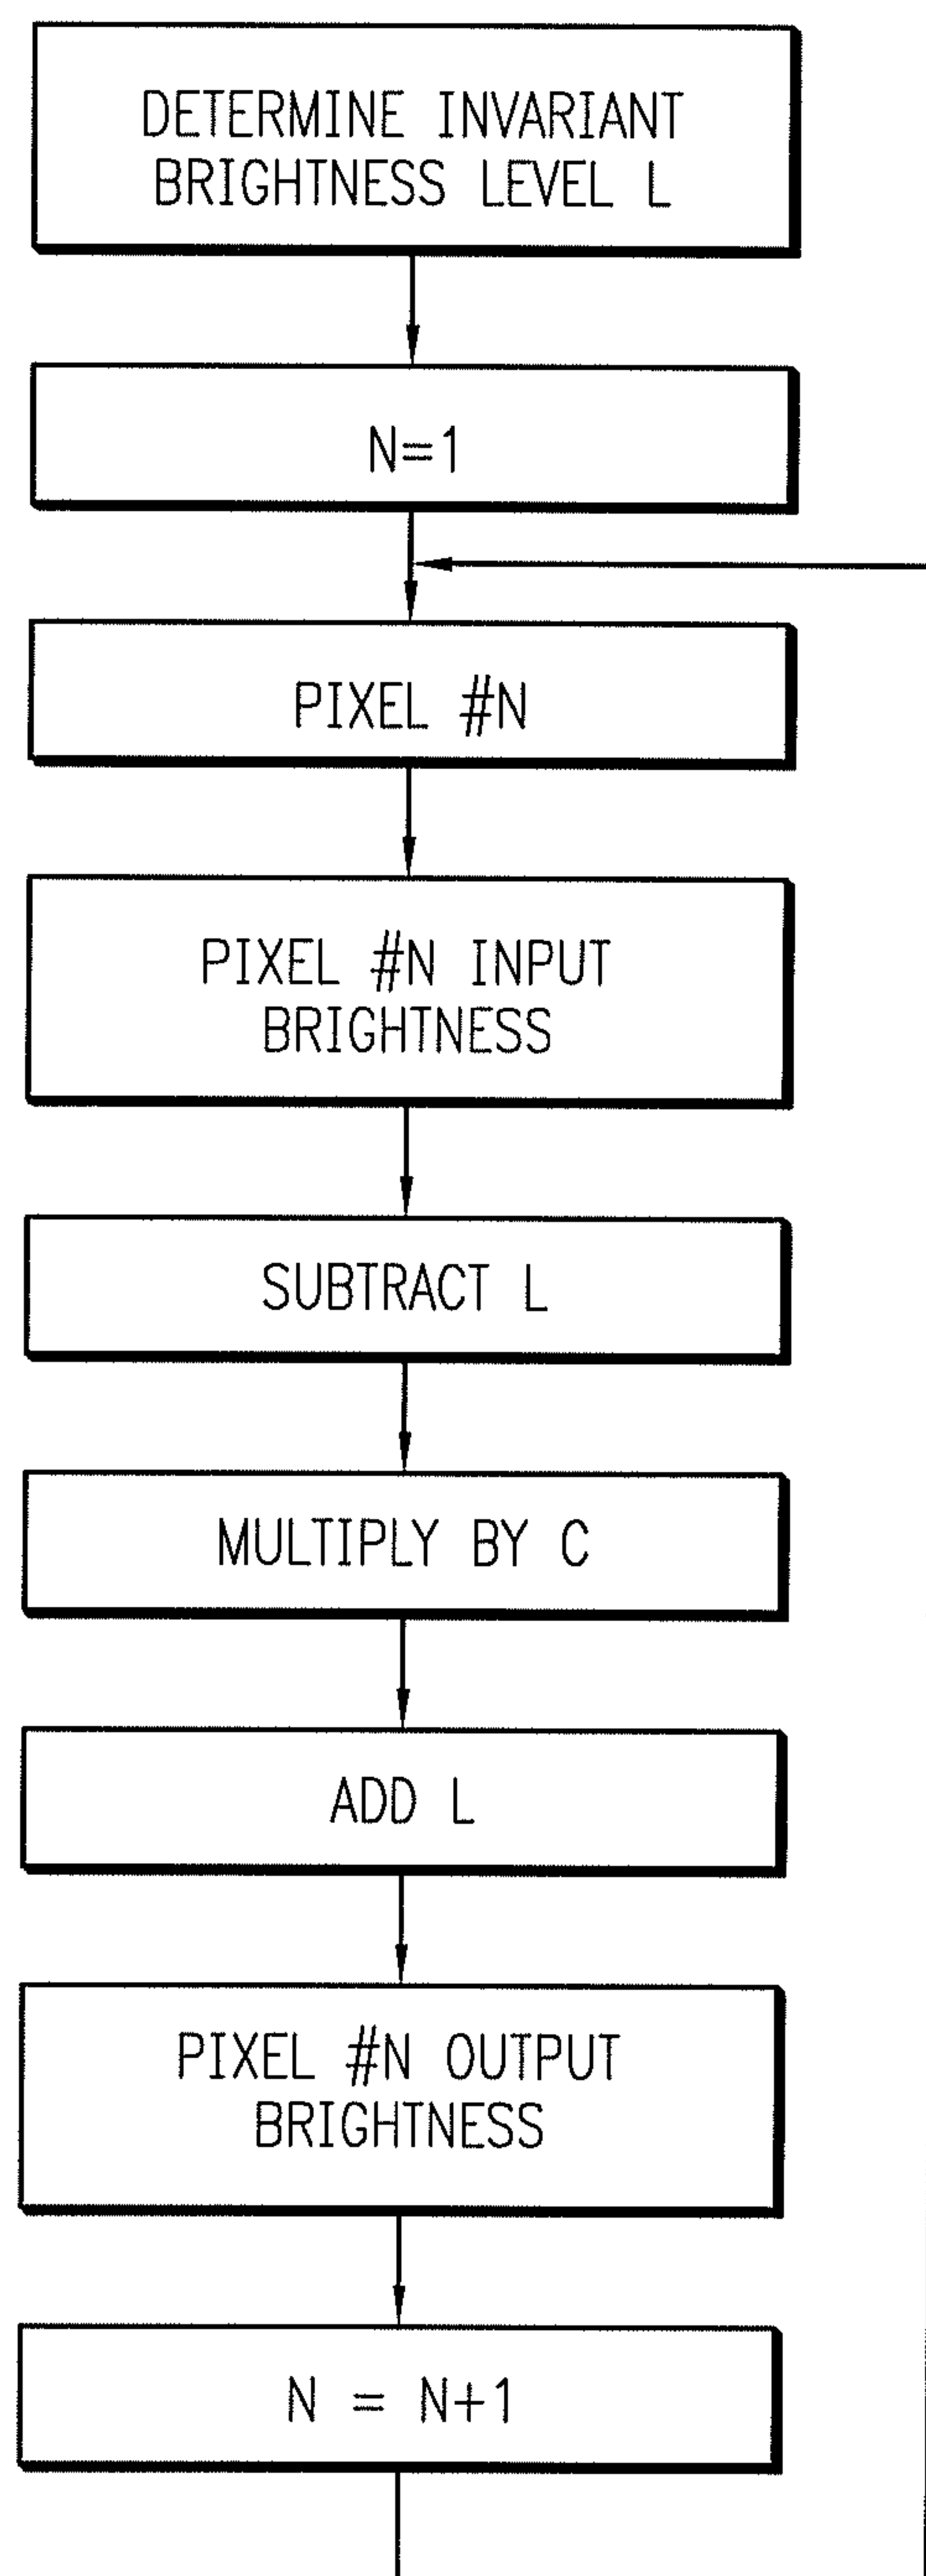 DETERMINE INVARIANT
BRIGHTNESS LEVEL L
N=1
PIXEL #N
PIXEL #N INPUT
BRIGHTNESS
SUBTRACT L
MULTIPLY BY C
ADD L
PIXEL #N OUTPUT
BRIGHTNESS
N = N+1